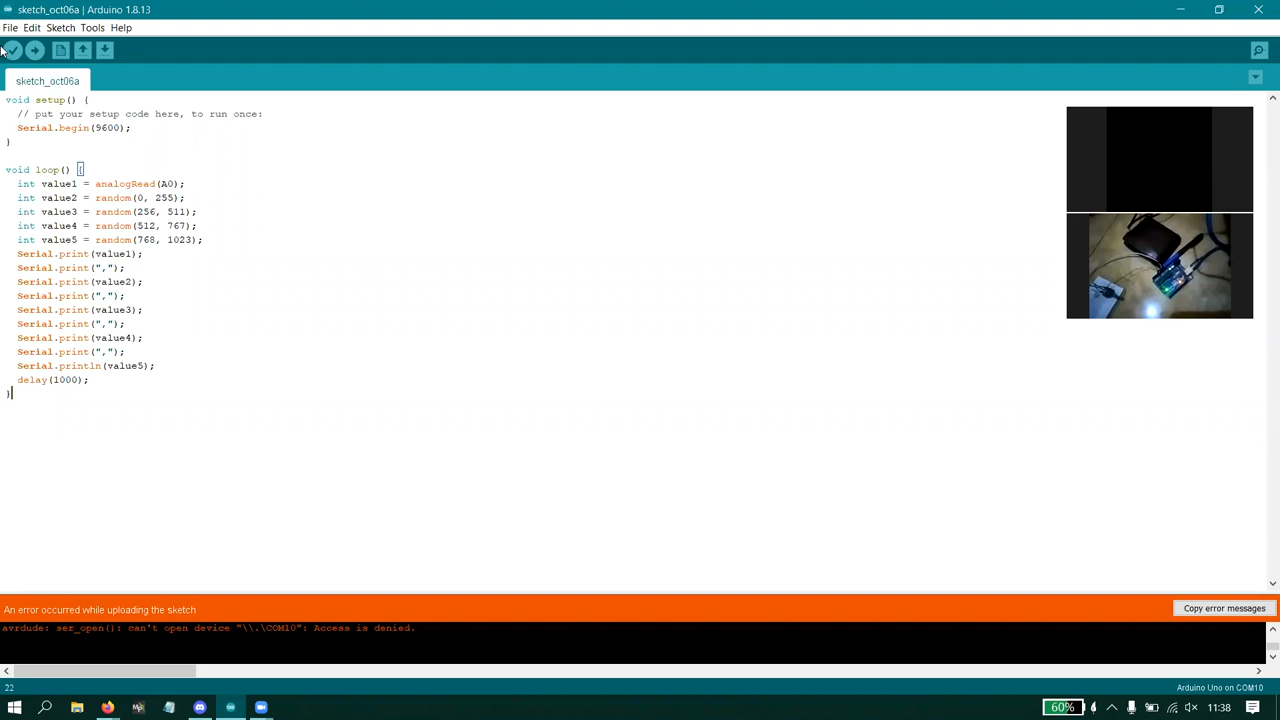 sketch_oct06a | Arduino 1.8.13
File Edit Sketch Tools Help
sketch_oct06a
void setup() {
  // put your setup code here, to run once:
  Serial.begin(9600);
}
void loop() {
  int value1 = analogRead(A0);
  int value2 = random(0, 255);
  int value3 = random(256, 511);
  int value4 = random(512, 767);
  int value5 = random(768, 1023);
  Serial.print(value1);
  Serial.print(",");
  Serial.print(value2);
  Serial.print(",");
  Serial.print(value3);
  Serial.print(",");
  Serial.print(value4);
  Serial.print(",");
  Serial.println(value5);
  delay(1000);
}
An error occurred while uploading the sketch
Copy error messages
avrdude: ser_open(): can't open device "\\.\COM10": Access is denied.
22
Arduino Uno on COM10
60%
11:38